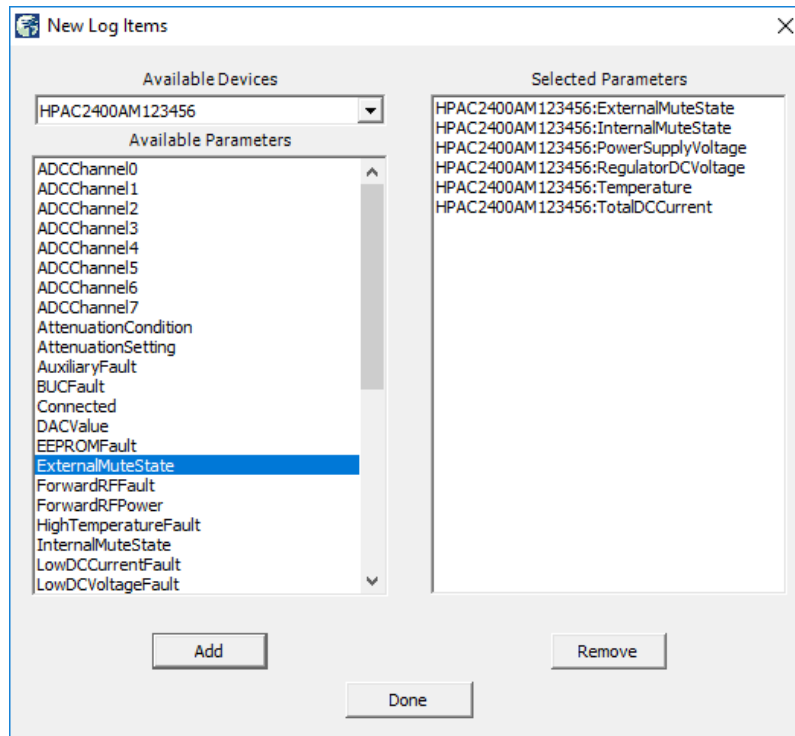 New Log Items
Available Devices
HPAC2400AM123456
Available Parameters
ADCChannel0
ADCChannel1
ADCChannel2
ADCChannel3
ADCChannel4
ADCChannel5
ADCChannel6
ADCChannel7
AttenuationCondition
AttenuationSetting
AuxiliaryFault
BUCFault
Connected
DACValue
EEPROMFault
ExternalMuteState
ForwardRFFault
ForwardRFPower
HighTemperatureFault
InternalMuteState
LowDCCurrentFault
LowDCVoltageFault
Add
Selected Parameters
HPAC2400AM123456:ExternalMuteState
HPAC2400AM123456:InternalMuteState
HPAC2400AM123456:PowerSupplyVoltage
HPAC2400AM123456:RegulatorDCVoltage
HPAC2400AM123456:Temperature
HPAC2400AM123456:TotalDCCurrent
Remove
Done